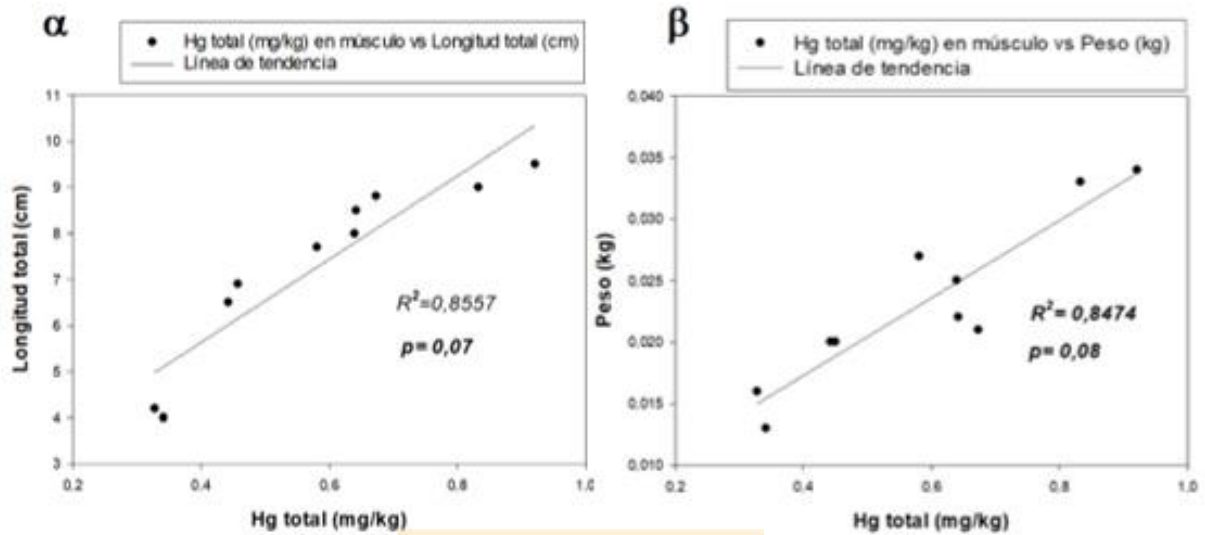 α
Hg total (mg/kg) en músculo vs Longitud total (cm)
Línea de tendencia
11
10
9
8
7
6
5
4
3
Longitud total (cm)
R²=0,8557
p= 0,07
0.2
0.4
0.6
0.8
1.0
Hg total (mg/kg)
β
Hg total (mg/kg) en músculo vs Peso (kg)
Línea de tendencia
0,040
0,035
0,030
0,025
0,020
0,015
0,010
Peso (kg)
R²= 0,8474
p= 0,08
0.2
0.4
0.6
0.8
1.0
Hg total (mg/kg)